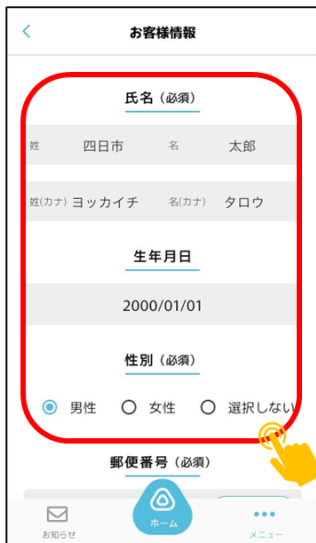 お客様情報
氏名（必須）
姓 四日市 名 太郎
姓(カナ) ヨッカイチ 名(カナ) タロウ
生年月日
2000/01/01
性別（必須）
男性 女性 選択しない
郵便番号（必須）
お知らせ ホーム メニュー